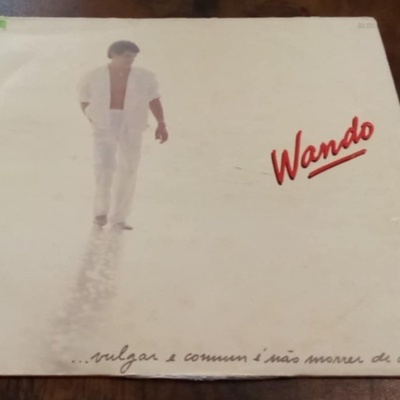 Wando
...vulgar e comum é não morrer de